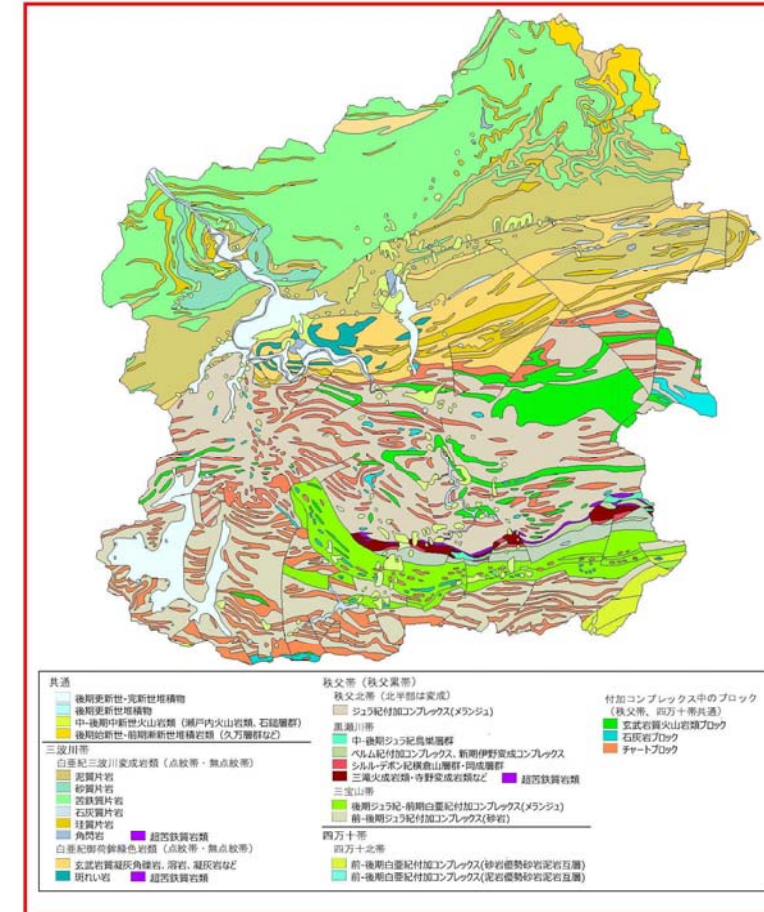 共通
後期更新世-完新世堆積物
後期更新世堆積物
中-後期中新世火山岩類（瀬戸内火山岩類、石鎚層群）
後期始新世-前期漸新世堆積岩類（久万層群など）
三波川帯
白亜紀三波川変成岩類（点紋帯・無点紋帯）
泥質片岩
砂質片岩
苦鉄質片岩
石灰質片岩
珪質片岩
角閃岩
超苦鉄質岩類
白亜紀御荷鉾緑色岩類（点紋帯・無点紋帯）
玄武岩質凝灰角礫岩、溶岩、凝灰岩など
斑れい岩
超苦鉄質岩類
秩父帯（秩父累帯）
秩父北帯（北半部は変成）
ジュラ紀付加コンプレックス(メランジュ)
黒瀬川帯
中-後期ジュラ紀鳥巣層群
ペルム紀付加コンプレックス、新期伊野変成コンプレックス
シルル-デボン紀横倉山層群・岡成層群
三滝火成岩類・寺野変成岩類など
超苦鉄質岩類
三宝山帯
後期ジュラ紀-前期白亜紀付加コンプレックス(メランジュ)
前-後期ジュラ紀付加コンプレックス(砂岩)
四万十帯
四万十北帯
前-後期白亜紀付加コンプレックス(砂岩優勢砂岩泥岩互層)
前-後期白亜紀付加コンプレックス(泥岩優勢砂岩泥岩互層)
付加コンプレックス中のブロック
（秩父帯、四万十帯共通）
玄武岩質火山岩類ブロック
石灰岩ブロック
チャートブロック